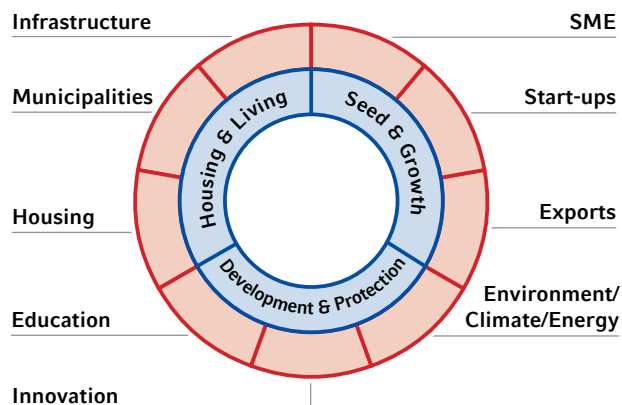 Infrastructure
SME
Municipalities
Start-ups
Housing & Living
Seed & Growth
Housing
Exports
Development & Protection
Education
Environment/
Climate/Energy
Innovation